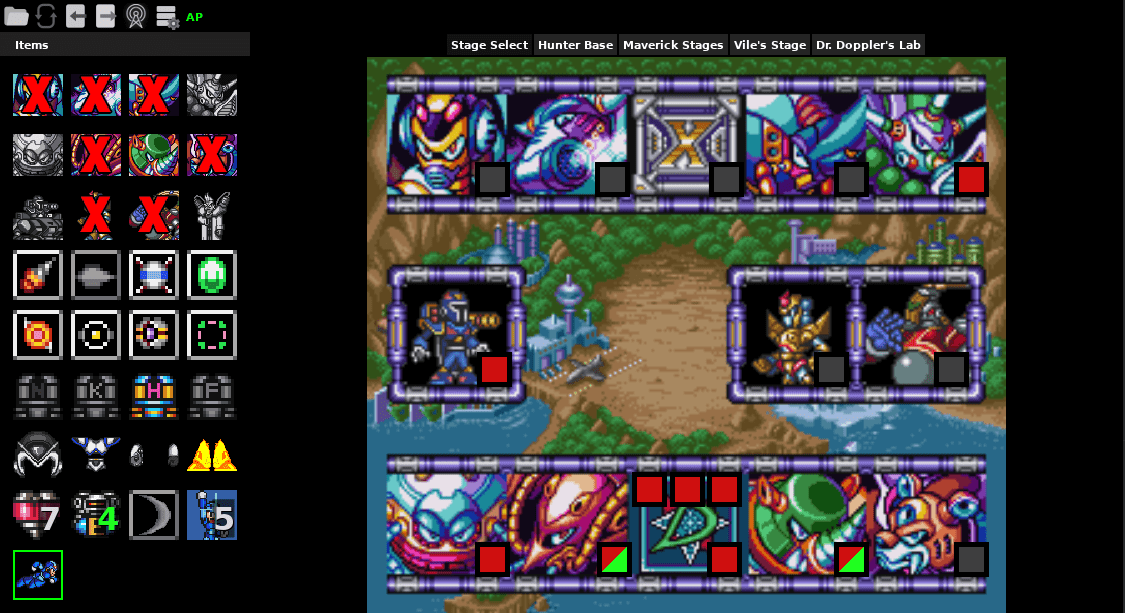 AP
Items
Stage Select Hunter Base Maverick Stages Vile's Stage Dr. Doppler's Lab
X X X
X X
X X
N K H F
7 E 4 5